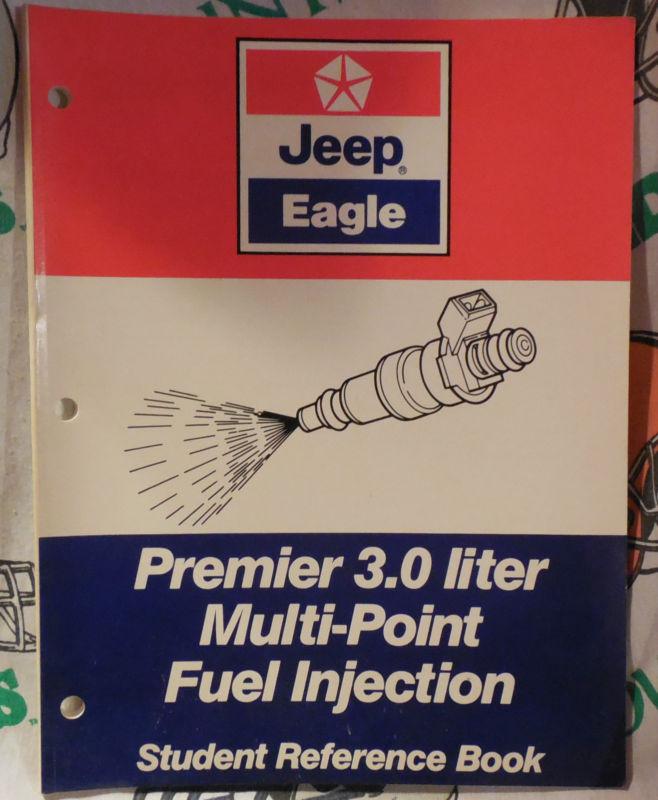 Jeep®
Eagle
Premier 3.0 liter
Multi-Point
Fuel Injection
Student Reference Book